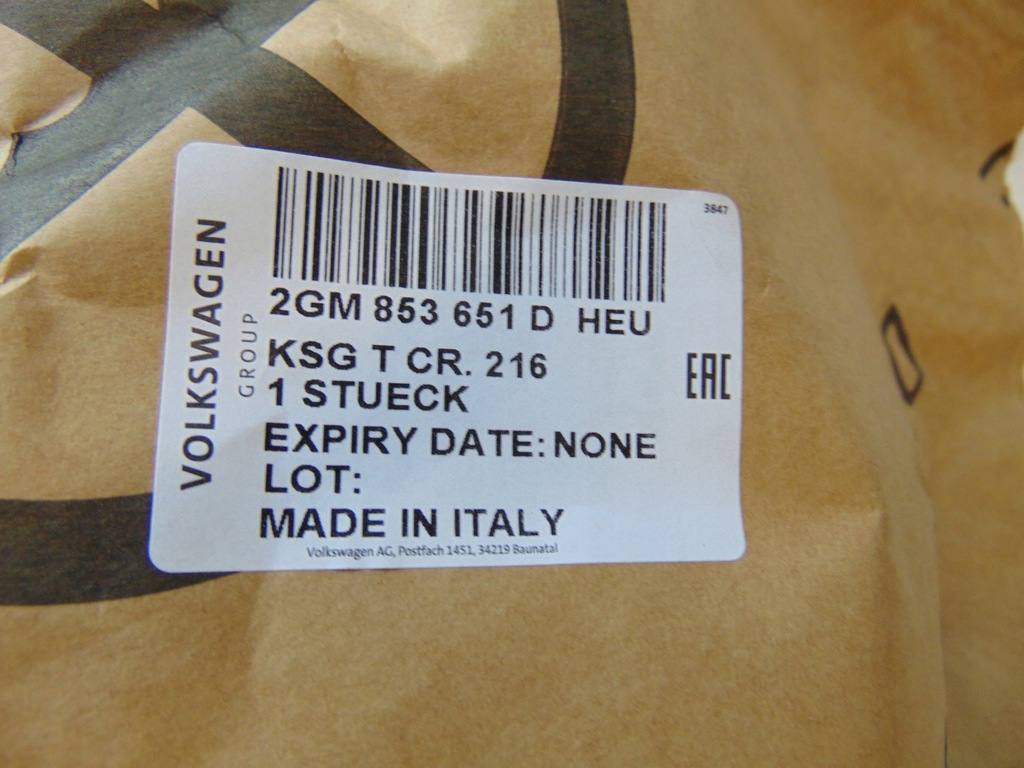 3847
VOLKSWAGEN
GROUP
2GM 853 651 D HEU
KSG T CR. 216
1 STUECK
EAC
EXPIRY DATE: NONE
LOT:
MADE IN ITALY
Volkswagen AG, Postfach 1451, 34219 Baunatal